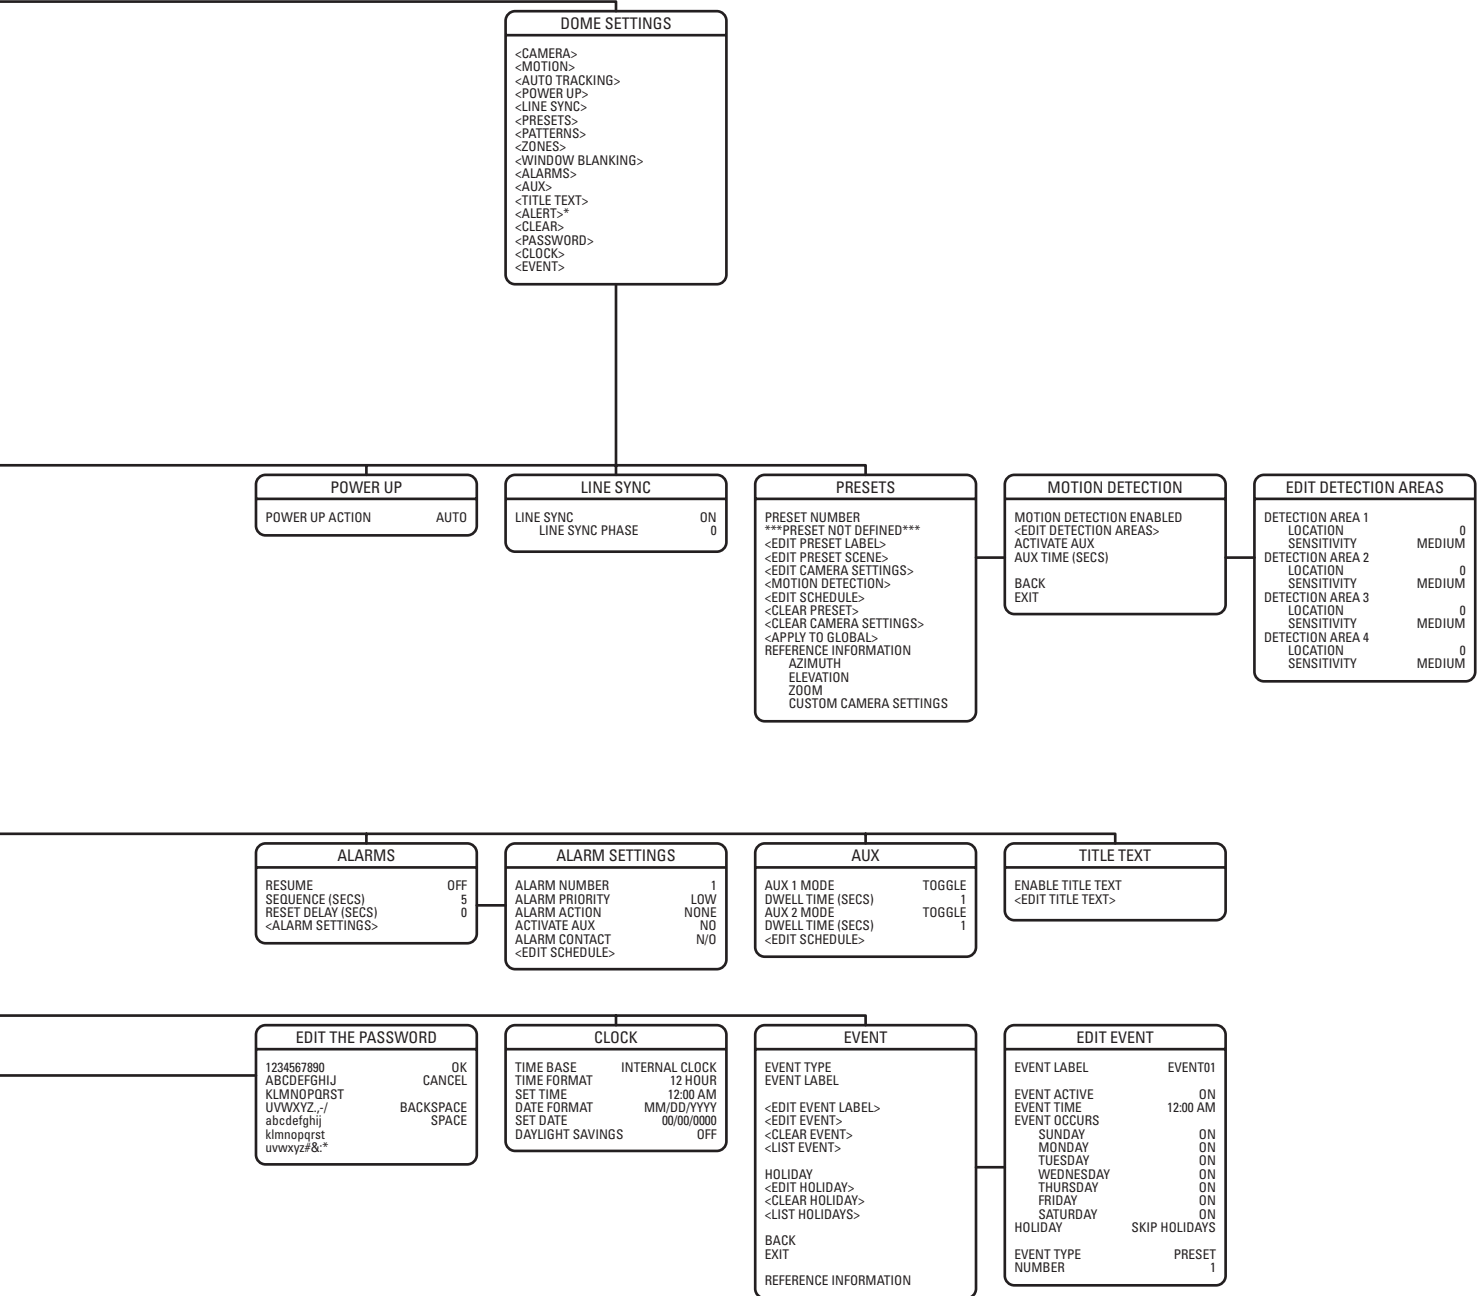 DOME SETTINGS
<CAMERA>
<MOTION>
<AUTO TRACKING>
<POWER UP>
<LINE SYNC>
<PRESETS>
<PATTERNS>
<ZONES>
<WINDOW BLANKING>
<ALARMS>
<AUX>
<TITLE TEXT>
<ALERT>*
<CLEAR>
<PASSWORD>
<CLOCK>
<EVENT>
POWER UP
POWER UP ACTION AUTO
LINE SYNC
LINE SYNC ON
LINE SYNC PHASE 0
PRESETS
PRESET NUMBER
***PRESET NOT DEFINED***
<EDIT PRESET LABEL>
<EDIT PRESET SCENE>
<EDIT CAMERA SETTINGS>
<MOTION DETECTION>
<EDIT SCHEDULE>
<CLEAR PRESET>
<CLEAR CAMERA SETTINGS>
<APPLY TO GLOBAL>
REFERENCE INFORMATION
AZIMUTH
ELEVATION
ZOOM
CUSTOM CAMERA SETTINGS
MOTION DETECTION
MOTION DETECTION ENABLED
<EDIT DETECTION AREAS>
ACTIVATE AUX
AUX TIME (SECS)
BACK
EXIT
EDIT DETECTION AREAS
DETECTION AREA 1
LOCATION 0
SENSITIVITY MEDIUM
DETECTION AREA 2
LOCATION 0
SENSITIVITY MEDIUM
DETECTION AREA 3
LOCATION 0
SENSITIVITY MEDIUM
DETECTION AREA 4
LOCATION 0
SENSITIVITY MEDIUM
ALARMS
RESUME OFF
SEQUENCE (SECS) 5
RESET DELAY (SECS) 0
<ALARM SETTINGS>
ALARM SETTINGS
ALARM NUMBER 1
ALARM PRIORITY LOW
ALARM ACTION NONE
ACTIVATE AUX NO
ALARM CONTACT N/O
<EDIT SCHEDULE>
AUX
AUX 1 MODE TOGGLE
DWELL TIME (SECS) 1
AUX 2 MODE TOGGLE
DWELL TIME (SECS) 1
<EDIT SCHEDULE>
TITLE TEXT
ENABLE TITLE TEXT
<EDIT TITLE TEXT>
EDIT THE PASSWORD
1234567890 OK
ABCDEFGHIJ CANCEL
KLMNOPQRST
UVWXYZ.,-/ BACKSPACE
abcdefghij SPACE
klmnopqrst
uvwxyz#&:*
CLOCK
TIME BASE INTERNAL CLOCK
TIME FORMAT 12 HOUR
SET TIME 12:00 AM
DATE FORMAT MM/DD/YYYY
SET DATE 00/00/0000
DAYLIGHT SAVINGS OFF
EVENT
EVENT TYPE
EVENT LABEL
<EDIT EVENT LABEL>
<EDIT EVENT>
<CLEAR EVENT>
<LIST EVENT>
HOLIDAY
<EDIT HOLIDAY>
<CLEAR HOLIDAY>
<LIST HOLIDAYS>
BACK
EXIT
REFERENCE INFORMATION
EDIT EVENT
EVENT LABEL EVENT01
EVENT ACTIVE ON
EVENT TIME 12:00 AM
EVENT OCCURS
SUNDAY ON
MONDAY ON
TUESDAY ON
WEDNESDAY ON
THURSDAY ON
FRIDAY ON
SATURDAY ON
HOLIDAY SKIP HOLIDAYS
EVENT TYPE PRESET
NUMBER 1